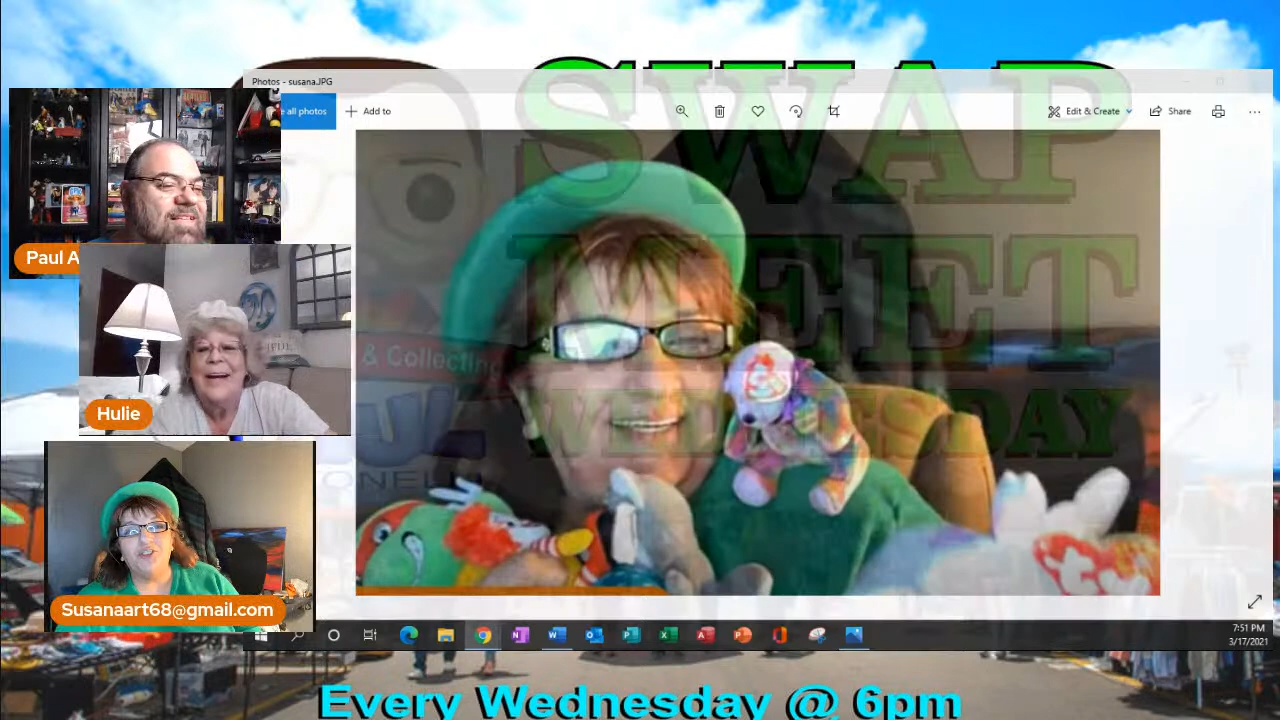 SWAP
MEET
WEDNESDAY
Photos - susana.JPG
e all photos
Add to
Edit & Create
Share
Paul A
& Collecting
Hulie
Susanaart68@gmail.com
7:51 PM
3/17/2021
Every Wednesday @ 6pm